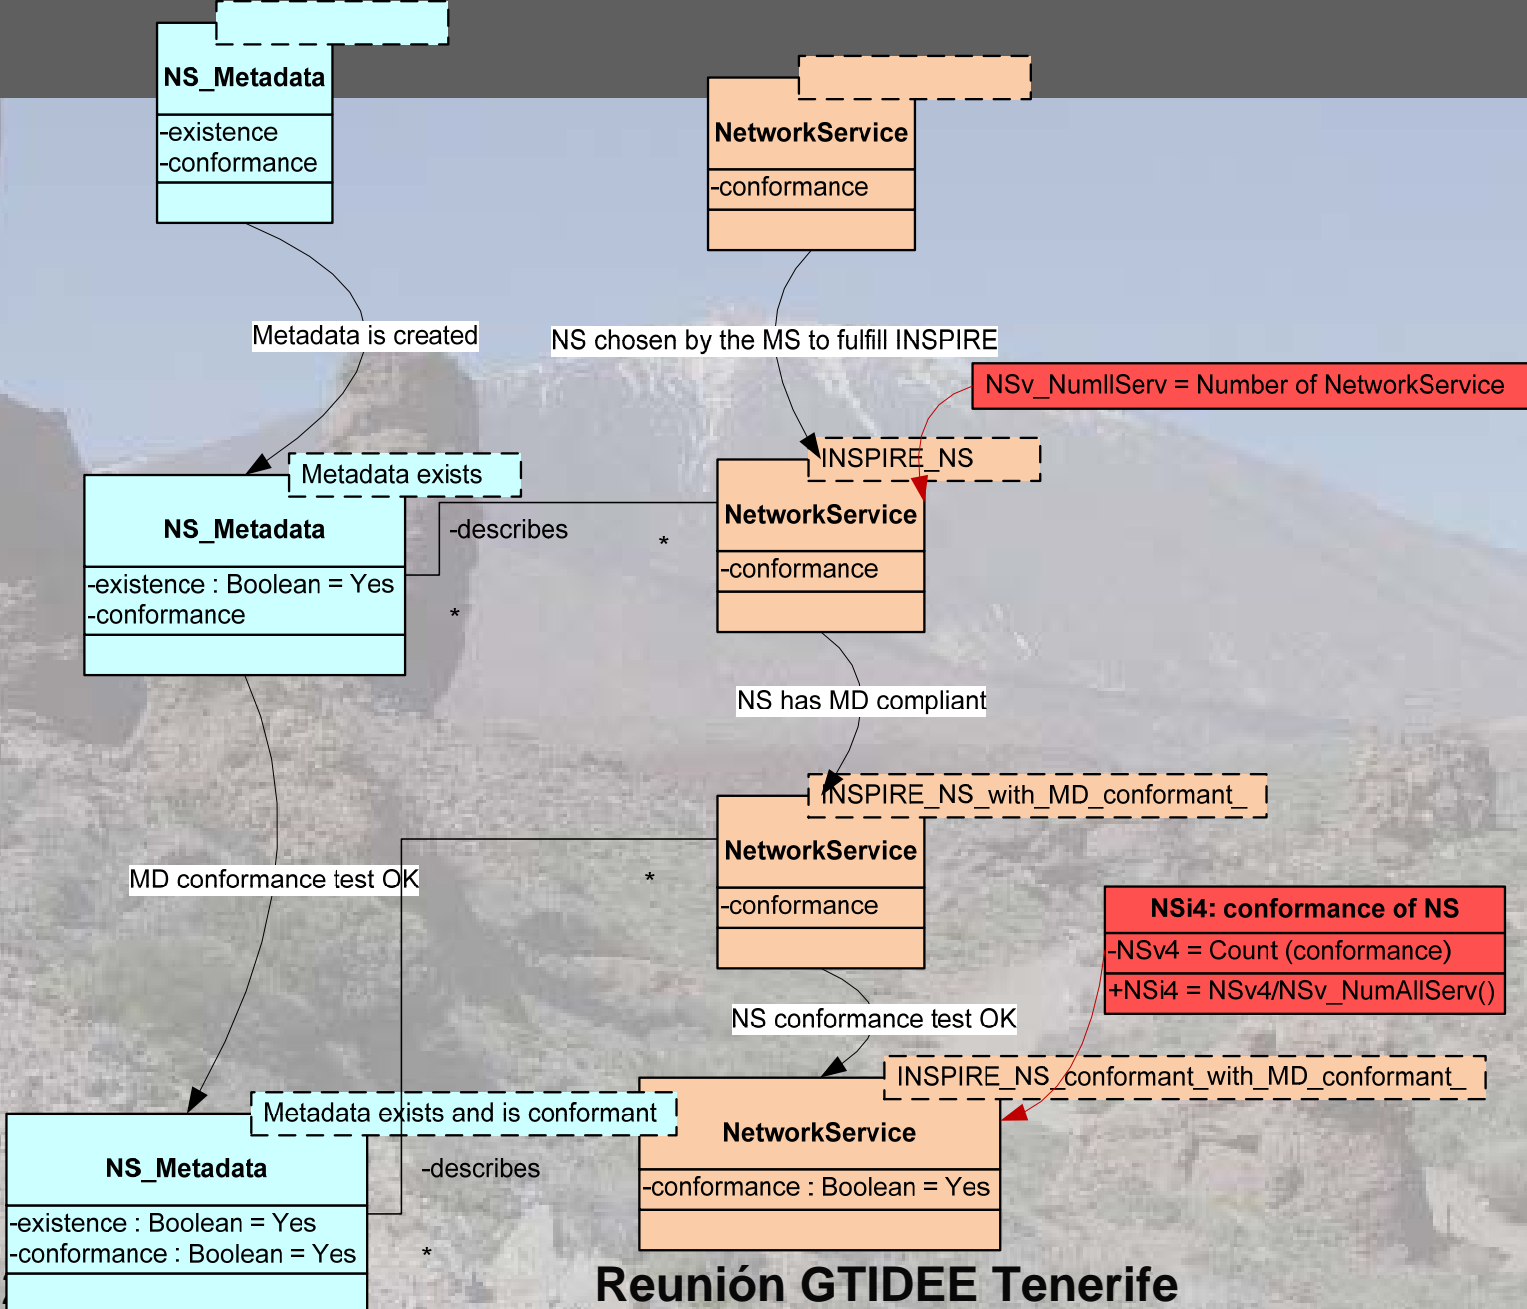 NS_Metadata
-existence
-conformance
NetworkService
-conformance
Metadata is created
NS chosen by the MS to fulfill INSPIRE
NSv_NumllServ = Number of NetworkService
Metadata exists
NS_Metadata
-existence : Boolean = Yes
-conformance
-describes
*
*
INSPIRE_NS
NetworkService
-conformance
NS has MD compliant
INSPIRE_NS_with_MD_conformant_
NetworkService
-conformance
*
MD conformance test OK
NSi4: conformance of NS
-NSv4 = Count (conformance)
+NSi4 = NSv4/NSv_NumAllServ()
NS conformance test OK
INSPIRE_NS_conformant_with_MD_conformant_
NetworkService
-conformance : Boolean = Yes
Metadata exists and is conformant
NS_Metadata
-existence : Boolean = Yes
-conformance : Boolean = Yes
-describes
*
Reunión GTIDEE Tenerife